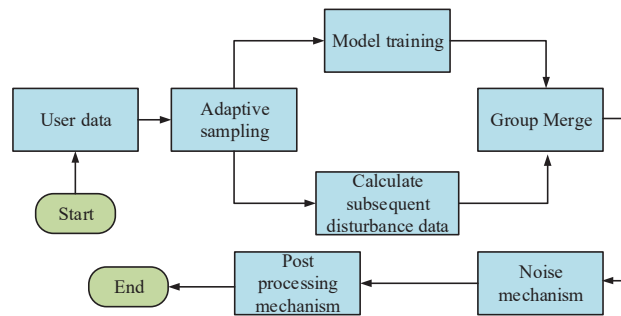 Model training
User data
Adaptive
sampling
Group Merge
Start
Calculate
subsequent
disturbance data
End
Post
processing
mechanism
Noise
mechanism